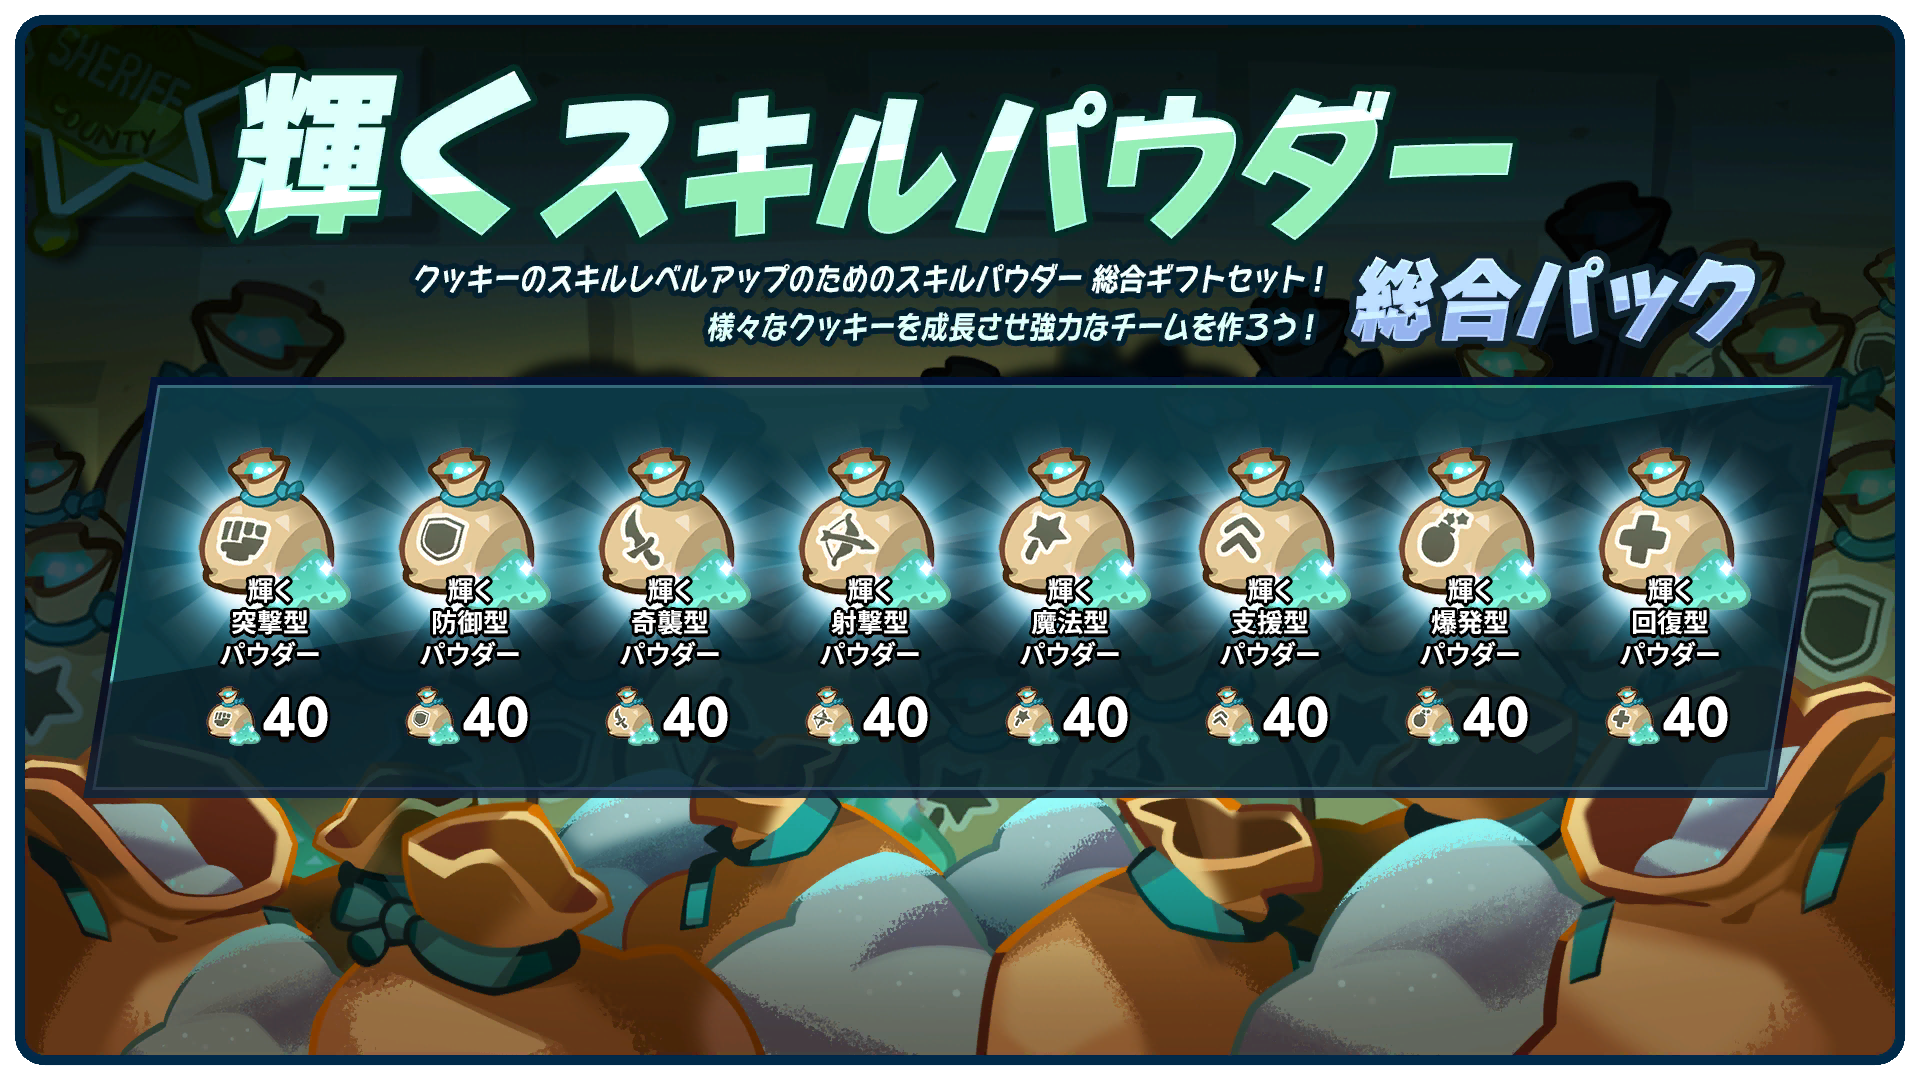 SHERIFF
COUNTY
輝くスキルパウダー
総合パック
クッキーのスキルレベルアップのためのスキルパウダー 総合ギフトセット!
様々なクッキーを成長させ強力なチームを作ろう!
輝く
突撃型
パウダー
40
輝く
防御型
パウダー
40
輝く
奇襲型
パウダー
40
輝く
射撃型
パウダー
40
輝く
魔法型
パウダー
40
輝く
支援型
パウダー
40
輝く
爆発型
パウダー
40
輝く
回復型
パウダー
40